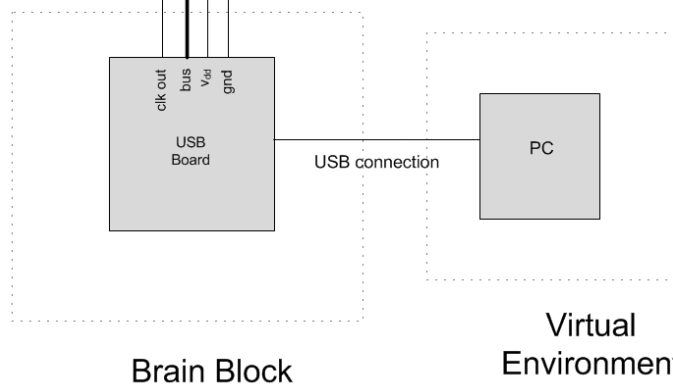 clk out
bus
vdd
gnd
USB
Board
USB connection
PC
Virtual
Environment
Brain Block